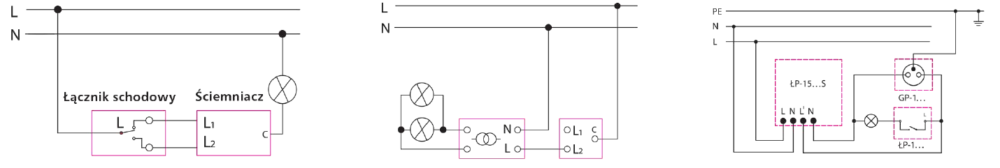 L
N
Łącznik schodowy
Ściemniacz
L
L1
L2
C
L
N
N
L
L1
C
L2
PE
N
L
ŁP-15...S
L N L' N
GP-1...
L
ŁP-1...